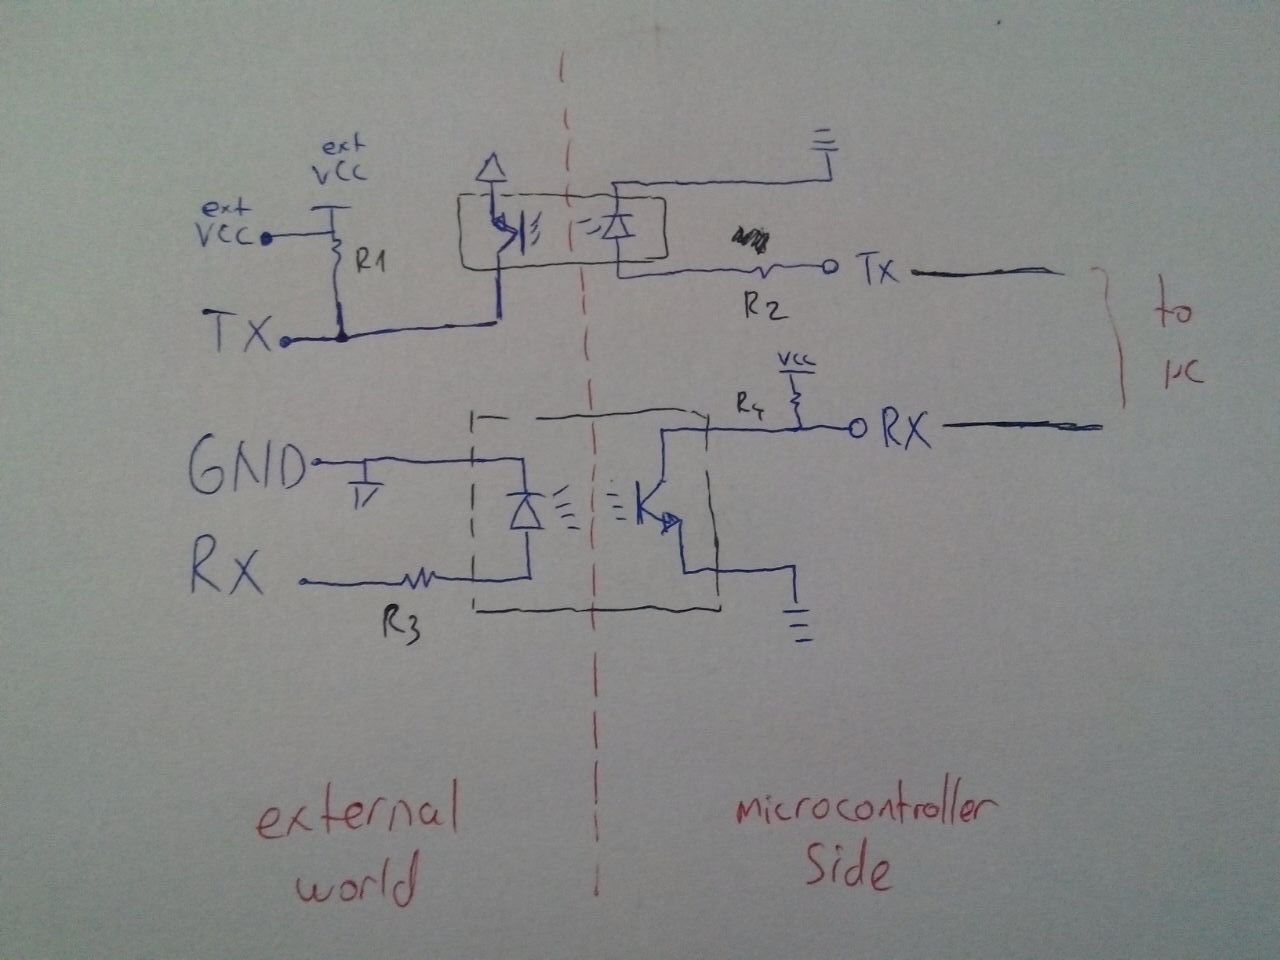 ext
VCC
ext
VCC
R1
TX
R2
TX
to
µC
VCC
R4
RX
GND
RX
R3
external
world
microcontroller
Side